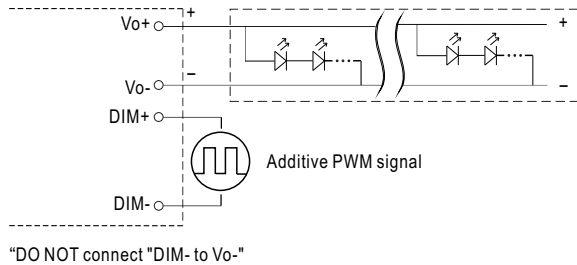 Vo+ + +
Vo- − −
DIM+
Additive PWM signal
DIM-
“DO NOT connect "DIM- to Vo-"